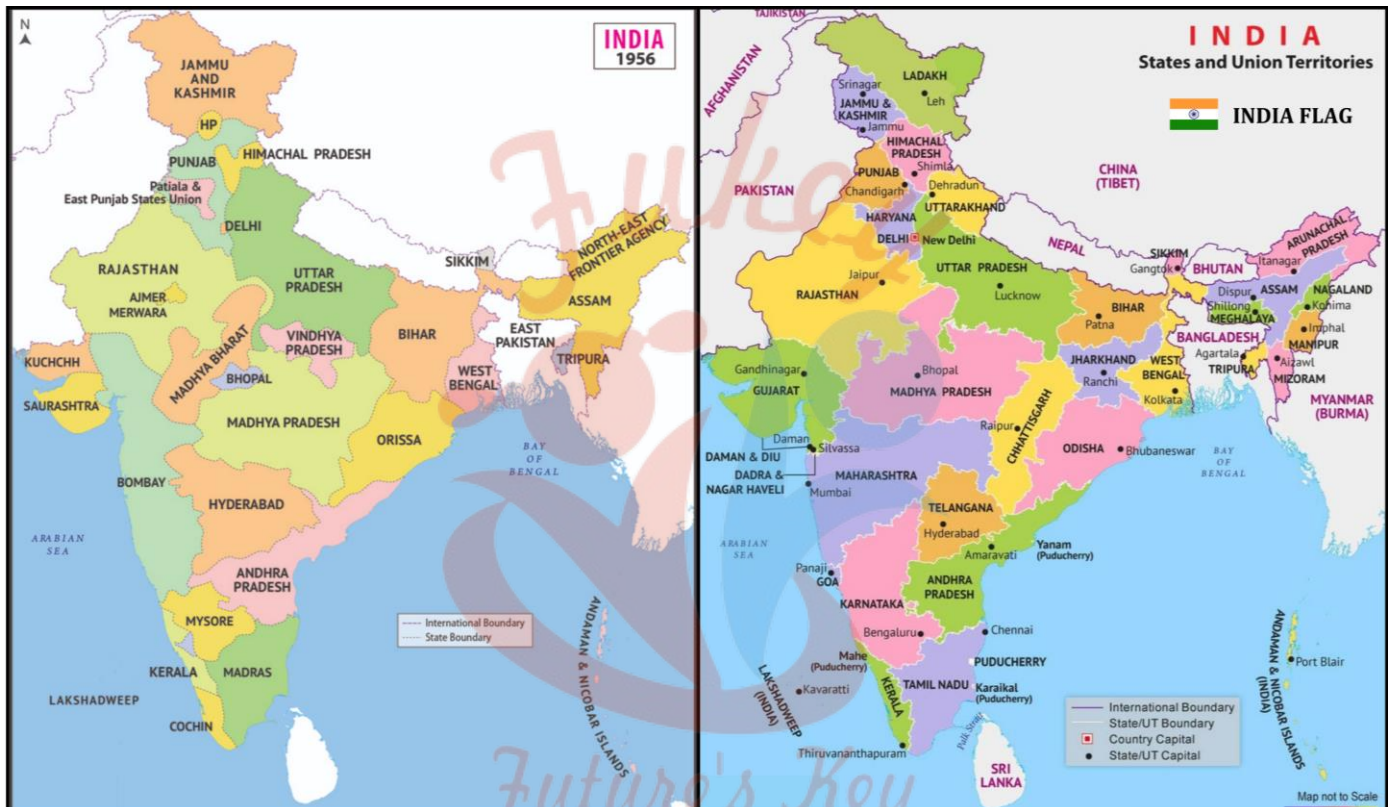 N
INDIA
1956
JAMMU
AND
KASHMIR
HP
PUNJAB
HIMACHAL PRADESH
Patiala &
East Punjab States Union
DELHI
RAJASTHAN
AJMER
MERWARA
UTTAR
PRADESH
SIKKIM
NORTH-EAST
FRONTIER AGENCY
ASSAM
BIHAR
EAST
PAKISTAN
VINDHYA
PRADESH
MADHYA BHARAT
KUCHCHH
BHOPAL
WEST
BENGAL
TRIPURA
SAURASHTRA
MADHYA PRADESH
ORISSA
BAY
OF
BENGAL
BOMBAY
HYDERABAD
ARABIAN
SEA
ANDHRA
PRADESH
MYSORE
International Boundary
State Boundary
ANDAMAN & NICOBAR ISLANDS
KERALA
MADRAS
LAKSHADWEEP
COCHIN
TAJIKISTAN
INDIA
States and Union Territories
INDIA FLAG
AFGHANISTAN
LADAKH
Srinagar
Leh
JAMMU &
KASHMIR
Jammu
HIMACHAL
PRADESH
Shimla
CHINA
(TIBET)
PAKISTAN
PUNJAB
Chandigarh
Dehradun
UTTARAKHAND
HARYANA
DELHI
New Delhi
NEPAL
SIKKIM
Gangtok
BHUTAN
ARUNACHAL
PRADESH
Itanagar
RAJASTHAN
Jaipur
UTTAR PRADESH
Lucknow
BIHAR
Patna
Dispur
ASSAM
NAGALAND
Shillong
MEGHALAYA
Kohima
Imphal
MANIPUR
BANGLADESH
Agartala
TRIPURA
Aizawl
MIZORAM
MYANMAR
(BURMA)
Gandhinagar
GUJARAT
Bhopal
MADHYA PRADESH
JHARKHAND
Ranchi
WEST
BENGAL
Kolkata
Raipur
CHHATTISGARH
ODISHA
Bhubaneswar
BAY
OF
BENGAL
Daman
Silvassa
DAMAN & DIU
DADRA &
NAGAR HAVELI
MAHARASHTRA
Mumbai
TELANGANA
Hyderabad
ARABIAN
SEA
Amaravati
Yanam
(Puducherry)
Panaji
GOA
ANDHRA
PRADESH
KARNATAKA
Bengaluru
Chennai
Mahe
(Puducherry)
PUDUCHERRY
LAKSHADWEEP
(INDIA)
Kavaratti
KERALA
TAMIL NADU
Karaikal
(Puducherry)
Palk Strait
Thiruvananthapuram
SRI
LANKA
ANDAMAN & NICOBAR ISLANDS
(INDIA)
Port Blair
International Boundary
State/UT Boundary
Country Capital
State/UT Capital
Map not to Scale
Future's Key